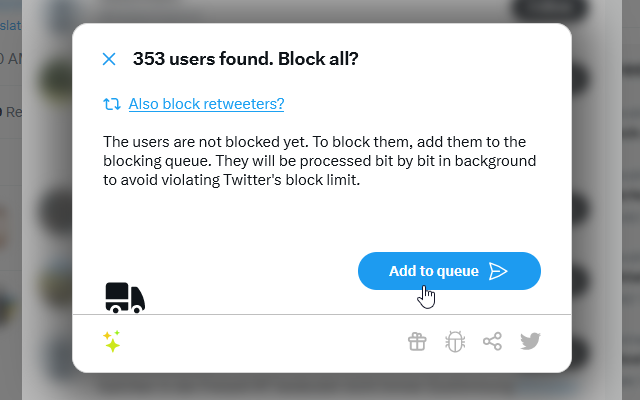 353 users found. Block all?
Also block retweeters?
The users are not blocked yet. To block them, add them to the
blocking queue. They will be processed bit by bit in background
to avoid violating Twitter's block limit.
Add to queue